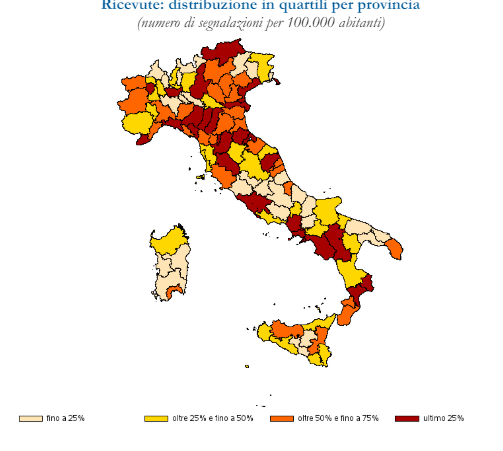 Ricevute: distribuzione in quartili per provincia
(numero di segnalazioni per 100.000 abitanti)
fino a 25%
oltre 25% e fino a 50%
oltre 50% e fino a 75%
ultimo 25%